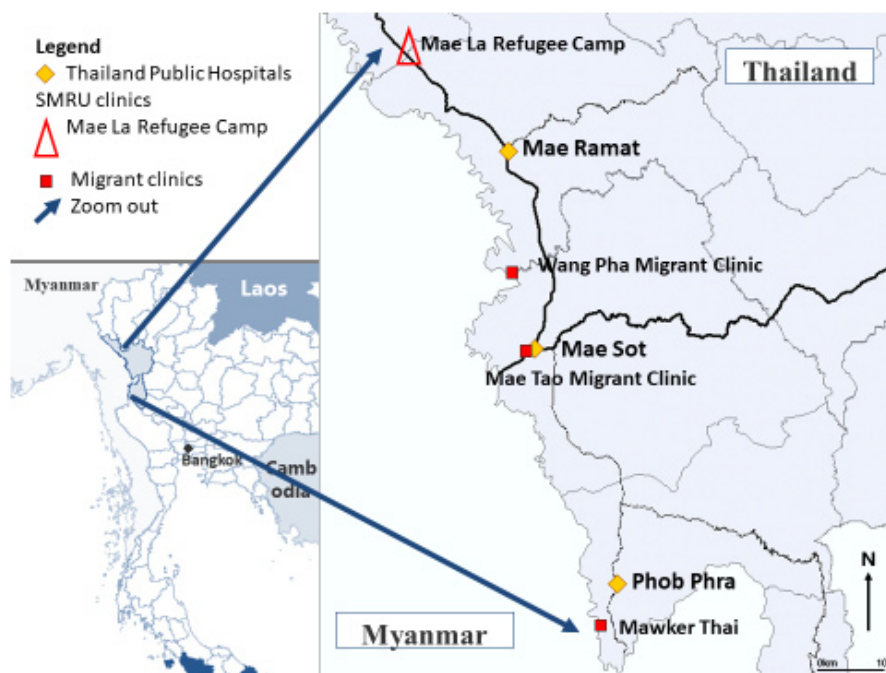 Legend
Thailand Public Hospitals
SMRU clinics
Mae La Refugee Camp
Migrant clinics
Zoom out
Myanmar
Laos
Bangkok
Camb
odia
Mae La Refugee Camp
Thailand
Mae Ramat
Wang Pha Migrant Clinic
Mae Sot
Mae Tao Migrant Clinic
Phob Phra
N
Myanmar
Mawker Thai
0km 10